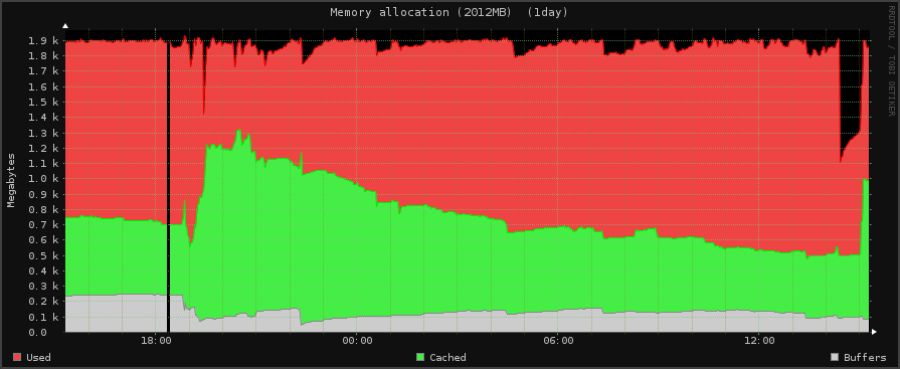 Memory allocation (2012MB) (1day)
RRDTOOL / TOBI OETIKER
Megabytes
1.9 k
1.8 k
1.7 k
1.6 k
1.5 k
1.4 k
1.3 k
1.2 k
1.1 k
1.0 k
0.9 k
0.8 k
0.7 k
0.6 k
0.5 k
0.4 k
0.3 k
0.2 k
0.1 k
0.0
18:00 00:00 06:00 12:00
Used Cached Buffers